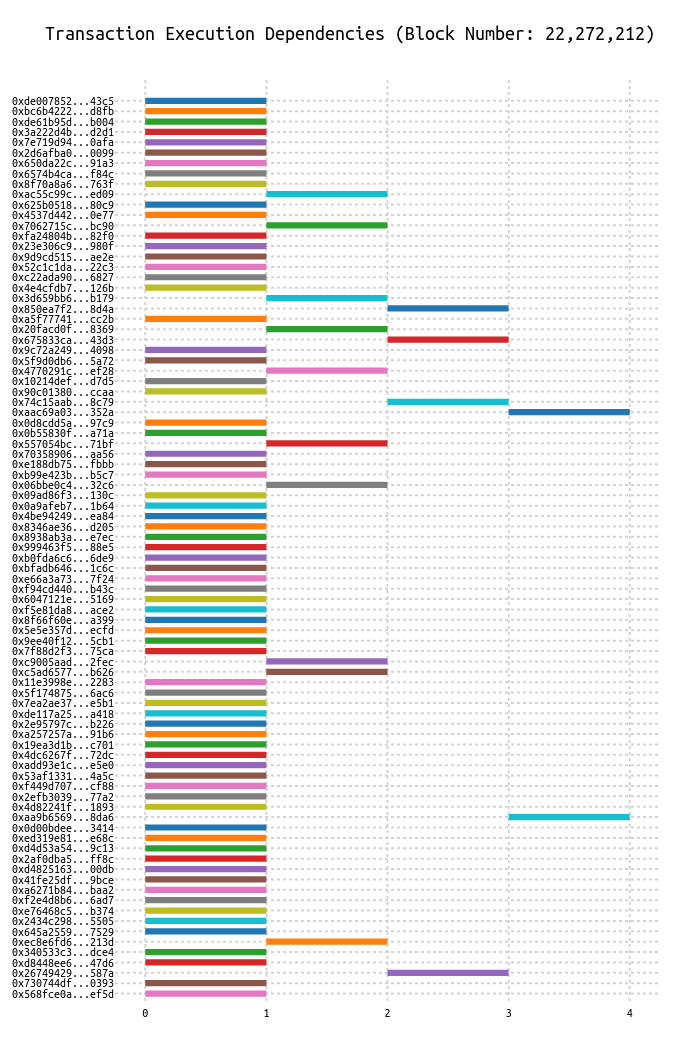 Transaction Execution Dependencies (Block Number: 22,272,212)
0xde007852...43c5
0xbc6b4222...d8fb
0xde61b95d...b004
0x3a222d4b...d2d1
0x7e719d94...0afa
0x2d6afba0...0099
0x650da22c...91a3
0x6574b4ca...f84c
0x8f70a8a6...763f
0xac55c99c...ed09
0x625b0518...80c9
0x4537d442...0e77
0x7062715c...bc90
0xfa24804b...82f0
0x23e306c9...980f
0x9d9cd515...ae2e
0x52c1c1da...22c3
0xc22ada90...6827
0x4e4cfdb7...126b
0x3d659bb6...b179
0x850ea7f2...8d4a
0xa5f77741...cc2b
0x20facd0f...8369
0x675833ca...43d3
0x9c72a249...4098
0x5f9d0db6...5a72
0x4770291c...ef28
0x10214def...d7d5
0x90c01380...ccaa
0x74c15aab...8c79
0xaac69a03...352a
0x0d8cdd5a...97c9
0x0b55830f...a71a
0x557054bc...71bf
0x70358906...aa56
0xe188db75...fbbb
0xb99e423b...b5c7
0x06bbe0c4...32c6
0x09ad86f3...130c
0x0a9afeb7...1b64
0x4be94249...ea84
0x8346ae36...d205
0x8938ab3a...e7ec
0x999463f5...88e5
0xb0fda6c6...6de9
0xbfadb646...1c6c
0xe66a3a73...7f24
0xf94cd440...b43c
0x6047121e...5169
0xf5e81da8...ace2
0x8f66f60e...a399
0x5e5e357d...ecfd
0x9ee40f12...5cb1
0x7f88d2f3...75ca
0xc9005aad...2fec
0xc5ad6577...b626
0x11e3998e...2283
0x5f174875...6ac6
0x7ea2ae37...e5b1
0xde117a25...a418
0x2e95797c...b226
0xa257257a...91b6
0x19ea3d1b...c701
0x4dc6267f...72dc
0xadd93e1c...e5e0
0x53af1331...4a5c
0xf449d707...cf88
0x2efb3039...77a2
0x4d82241f...1893
0xaa9b6569...8da6
0x0d00bdee...3414
0xed319e81...e68c
0xd4d53a54...9c13
0x2af0dba5...ff8c
0xd4825163...00db
0x41fe25df...9bce
0xa6271b84...baa2
0xf2e4d8b6...6ad7
0xe76468c5...b374
0x2434c298...5505
0x645a2559...7529
0xec8e6fd6...213d
0x340533c3...dce4
0xd8448ee6...47d6
0x26749429...587a
0x730744df...0393
0x568fce0a...ef5d
0 1 2 3 4